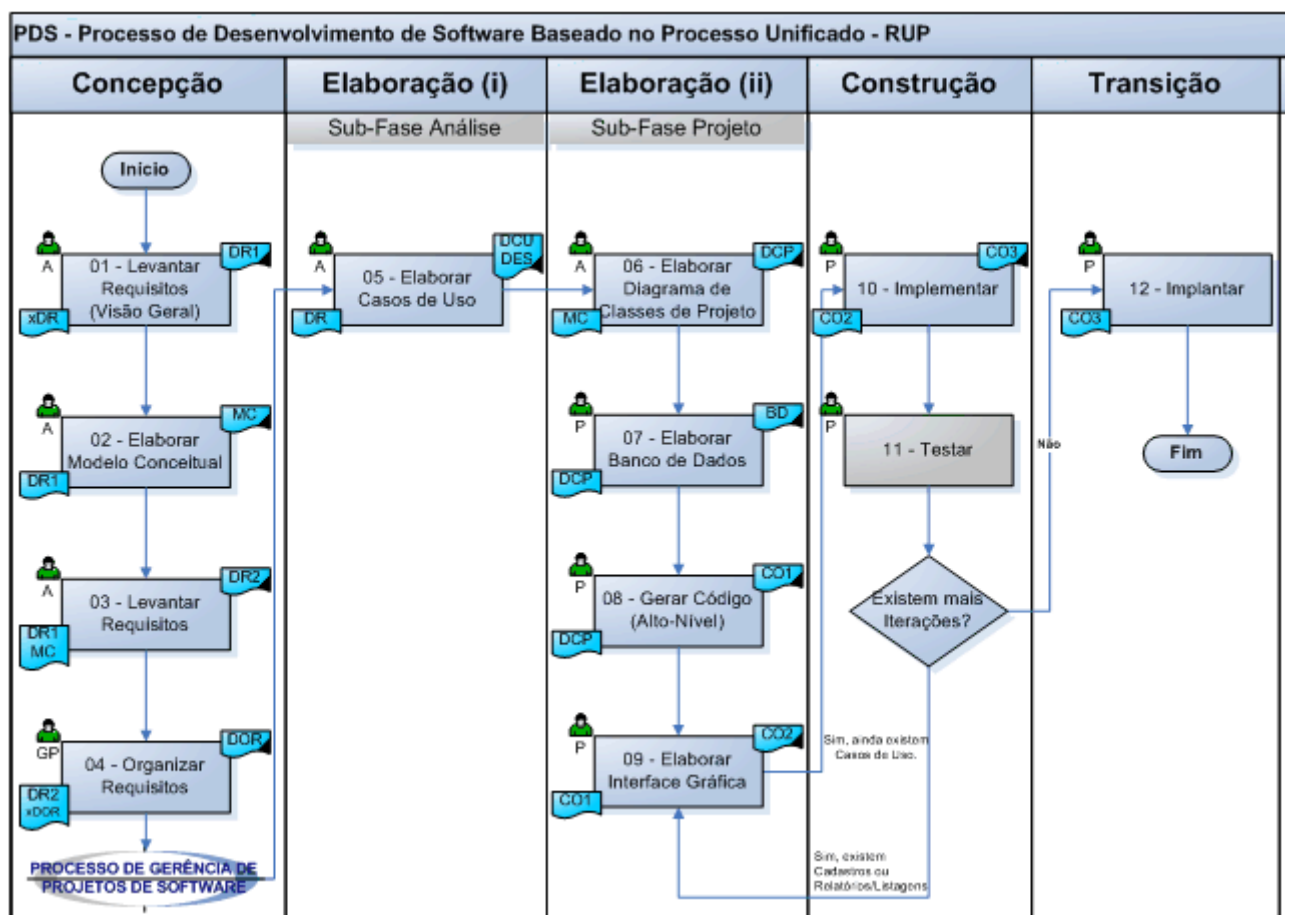 PDS - Processo de Desenvolvimento de Software Baseado no Processo Unificado - RUP
Concepção
Elaboração (i)
Elaboração (ii)
Construção
Transição
Sub-Fase Análise
Sub-Fase Projeto
Início
A
DR1
01 - Levantar
Requisitos
(Visão Geral)
xDR
A
MC
02 - Elaborar
Modelo Conceitual
DR1
A
DR2
03 - Levantar
Requisitos
DR1
MC
GP
DOR
04 - Organizar
Requisitos
DR2
xDOR
PROCESSO DE GERÊNCIA DE
PROJETOS DE SOFTWARE
A
DCU
DES
05 - Elaborar
Casos de Uso
DR
A
DCP
06 - Elaborar
Diagrama de
Classes de Projeto
MC
P
BD
07 - Elaborar
Banco de Dados
DCP
P
CO1
08 - Gerar Código
(Alto-Nível)
DCP
P
CO2
09 - Elaborar
Interface Gráfica
CO1
P
CO3
10 - Implementar
CO2
P
11 - Testar
Existem mais
Iterações?
Não
Sim, ainda existem
Casos de Uso.
Sim, existem
Cadastros ou
Relatórios/Listagens
P
12 - Implantar
CO3
Fim